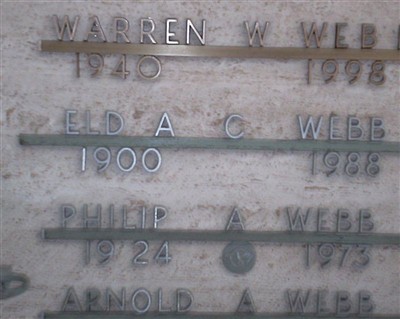 WARREN W WEBB
1940 1998
ELDA C WEBB
1900 1988
PHILIP A WEBB
1924 1973
ARNOLD A WEBB